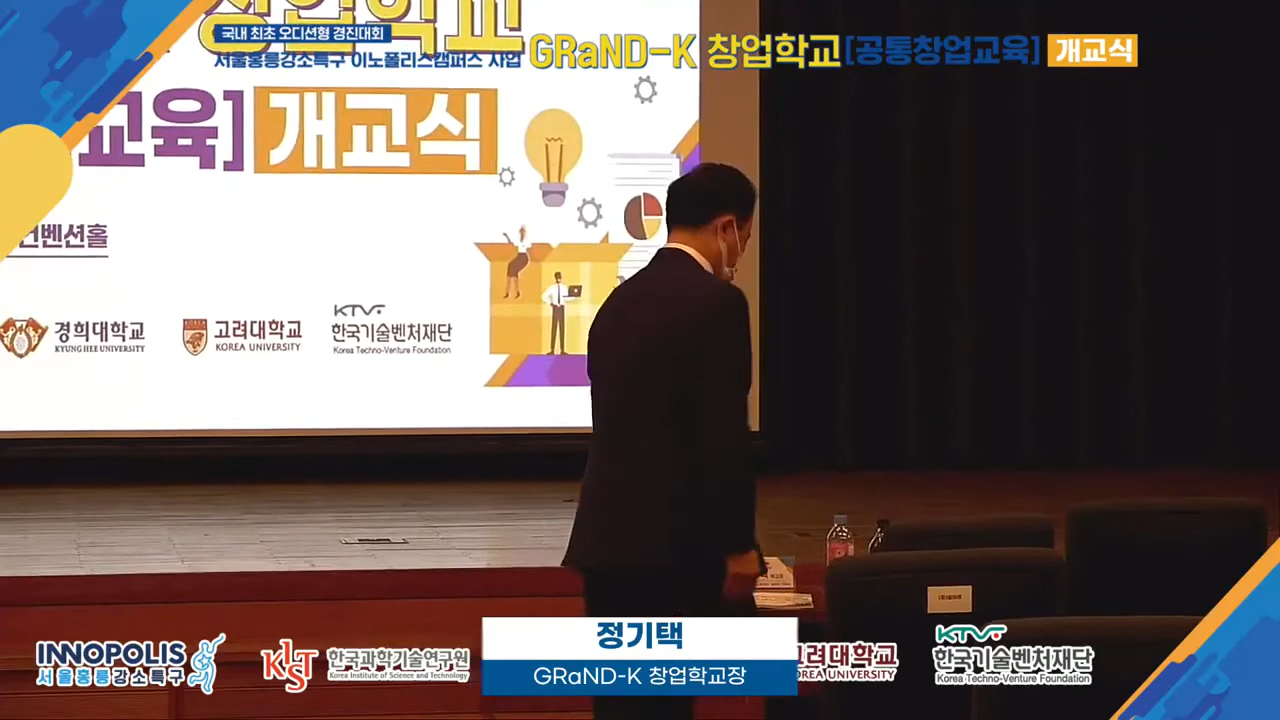 창업학교
국내 최초 오디션형 경진대회
서울홍릉강소특구 이노폴리스캠퍼스 사업
GRaND-K 창업학교 [공통창업교육] 개교식
교육] 개교식
컨벤션홀
경희대학교
KYUNG HEE UNIVERSITY
고려대학교
KOREA UNIVERSITY
KTVF
한국기술벤처재단
Korea Techno-Venture Foundation
INNOPOLIS
서울홍릉강소특구
KIST
한국과학기술연구원
Korea Institute of Science and Technology
정기택
GRaND-K 창업학교장
고려대학교
KOREA UNIVERSITY
KTVF
한국기술벤처재단
Korea Techno-Venture Foundation